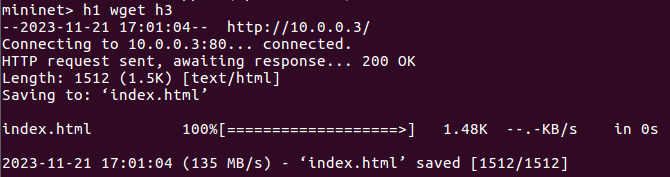 mininet> h1 wget h3
--2023-11-21 17:01:04--  http://10.0.0.3/
Connecting to 10.0.0.3:80... connected.
HTTP request sent, awaiting response... 200 OK
Length: 1512 (1.5K) [text/html]
Saving to: ‘index.html’
index.html          100%[===================>]   1.48K  --.-KB/s    in 0s
2023-11-21 17:01:04 (135 MB/s) - ‘index.html’ saved [1512/1512]